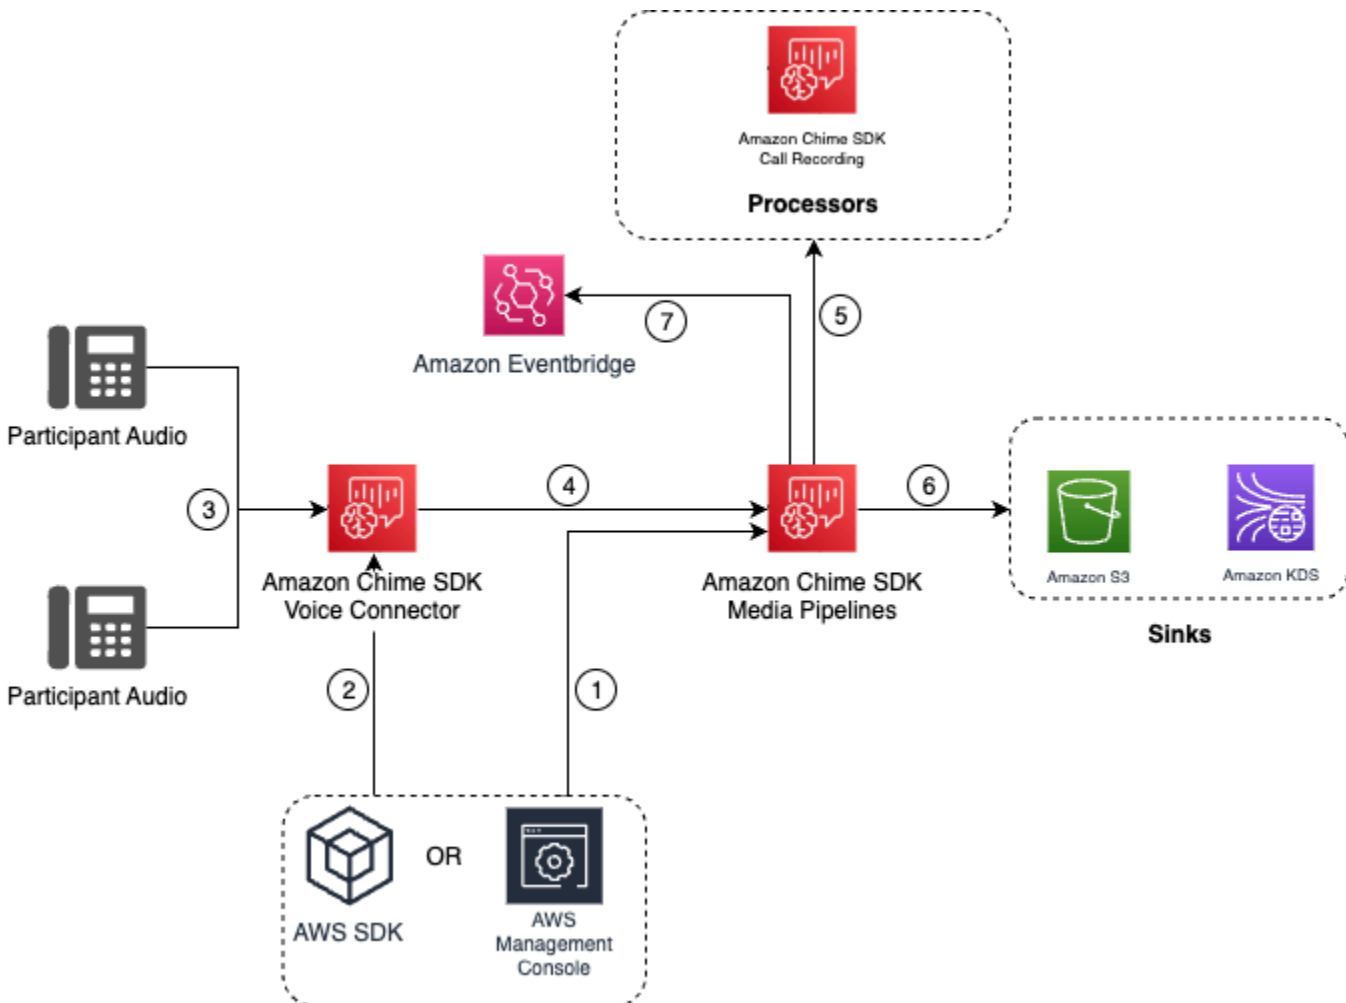 Amazon Chime SDK
Call Recording
Processors
7
5
Amazon Eventbridge
Participant Audio
3
4
6
Amazon Chime SDK
Voice Connector
Amazon Chime SDK
Media Pipelines
Amazon S3
Amazon KDS
Sinks
Participant Audio
2
1
AWS SDK
OR
AWS
Management
Console